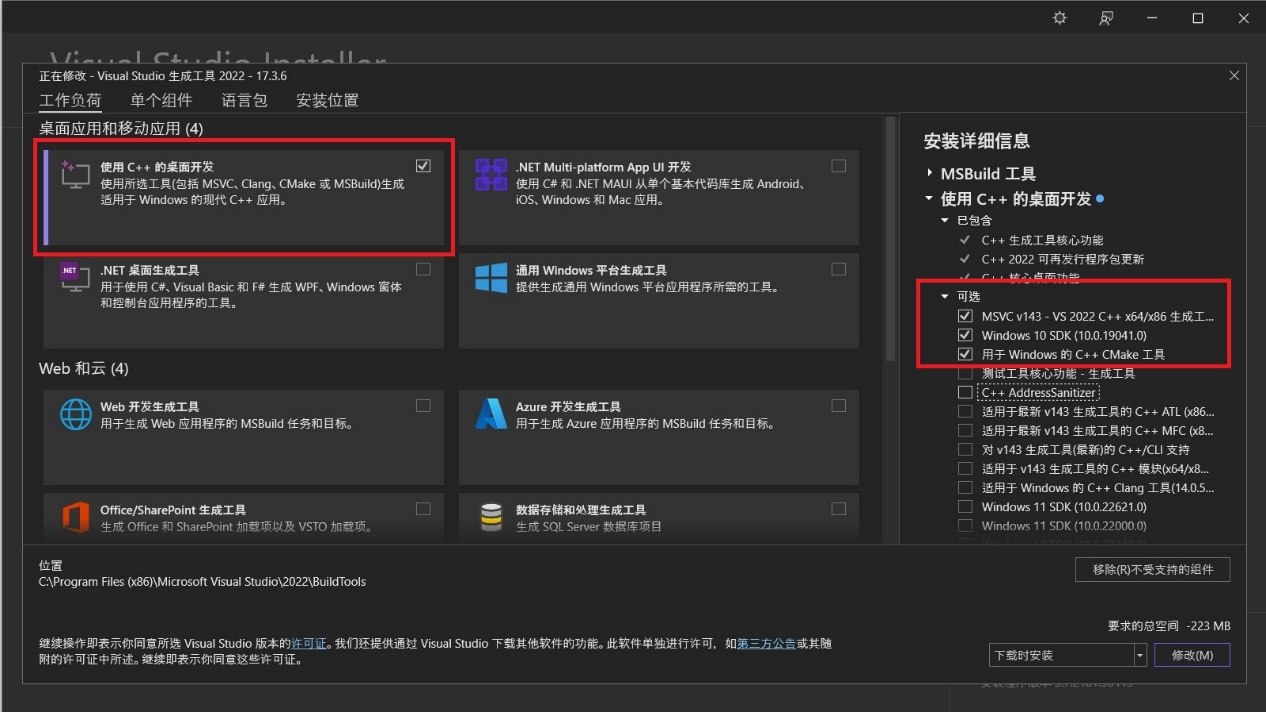 Visual Studio Installer
正在修改 - Visual Studio 生成工具 2022 - 17.3.6
工作负荷 单个组件 语言包 安装位置
桌面应用和移动应用 (4)
使用 C++ 的桌面开发
使用所选工具(包括 MSVC、Clang、CMake 或 MSBuild)生成
适用于 Windows 的现代 C++ 应用。
.NET Multi-platform App UI 开发
使用 C# 和 .NET MAUI 从单个基本代码库生成 Android、
iOS、Windows 和 Mac 应用。
.NET
.NET 桌面生成工具
用于使用 C#、Visual Basic 和 F# 生成 WPF、Windows 窗体
和控制台应用程序的工具。
通用 Windows 平台生成工具
提供生成通用 Windows 平台应用程序所需的工具。
Web 和云 (4)
Web 开发生成工具
用于生成 Web 应用程序的 MSBuild 任务和目标。
Azure 开发生成工具
用于生成 Azure 应用程序的 MSBuild 任务和目标。
Office/SharePoint 生成工具
生成 Office 和 SharePoint 加载项以及 VSTO 加载项。
数据存储和处理生成工具
生成 SQL Server 数据库项目
安装详细信息
MSBuild 工具
使用 C++ 的桌面开发
已包含
C++ 生成工具核心功能
C++ 2022 可再发行程序包更新
C++ 核心桌面功能
可选
MSVC v143 - VS 2022 C++ x64/x86 生成工...
Windows 10 SDK (10.0.19041.0)
用于 Windows 的 C++ CMake 工具
测试工具核心功能 - 生成工具
C++ AddressSanitizer
适用于最新 v143 生成工具的 C++ ATL (x86...
适用于最新 v143 生成工具的 C++ MFC (x8...
对 v143 生成工具(最新)的 C++/CLI 支持
适用于 v143 生成工具的 C++ 模块(x64/x8...
适用于 Windows 的 C++ Clang 工具(14.0.5...
Windows 11 SDK (10.0.22621.0)
Windows 11 SDK (10.0.22000.0)
位置
C:\Program Files (x86)\Microsoft Visual Studio\2022\BuildTools
移除(R)不受支持的组件
继续操作即表示你同意所选 Visual Studio 版本的许可证。我们还提供通过 Visual Studio 下载其他软件的功能。此软件单独进行许可，如第三方公告或其随
附的许可证中所述。继续即表示你同意这些许可证。
要求的总空间 -223 MB
下载时安装
修改(M)